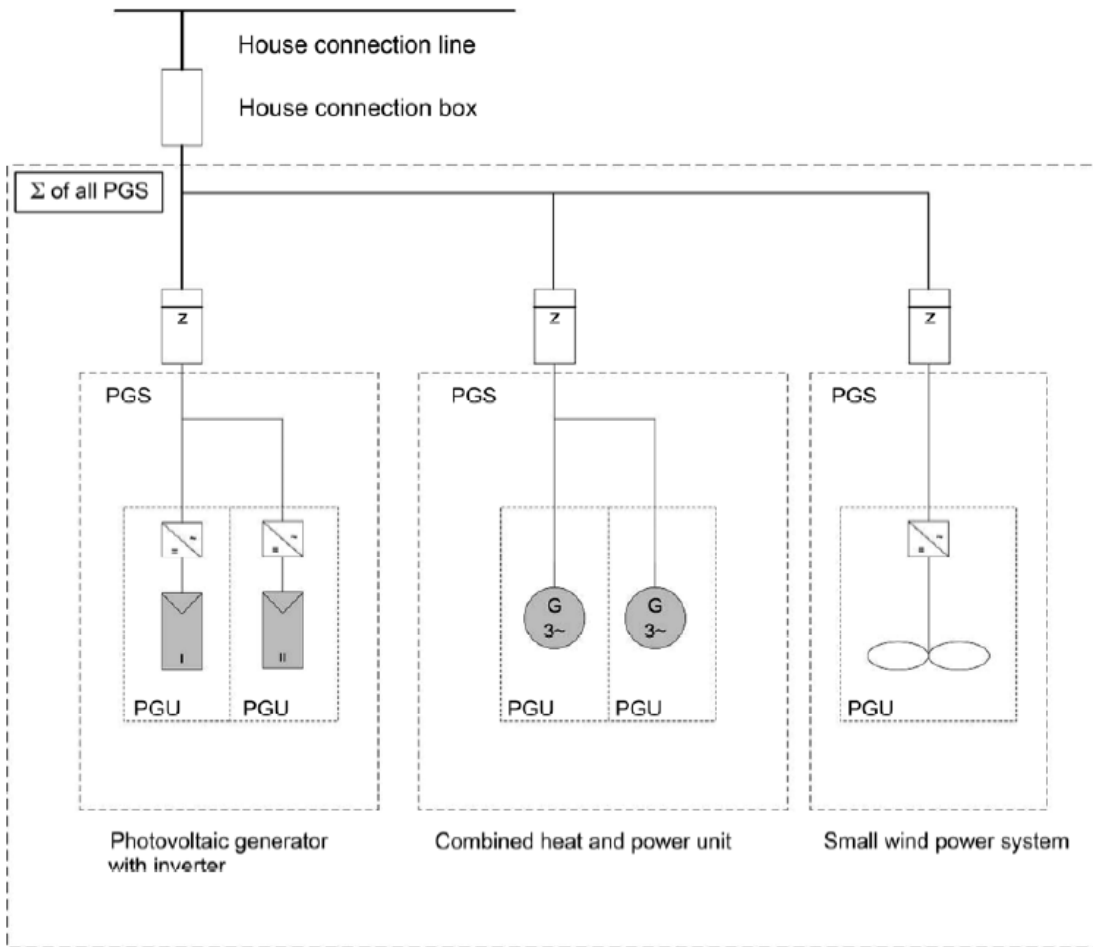 House connection line
House connection box
Σ of all PGS
Z Z Z
PGS PGS PGS
~ ~ ~
= = =
G G
3~ 3~
I II
PGU PGU PGU PGU PGU
Photovoltaic generator Combined heat and power unit Small wind power system
with inverter